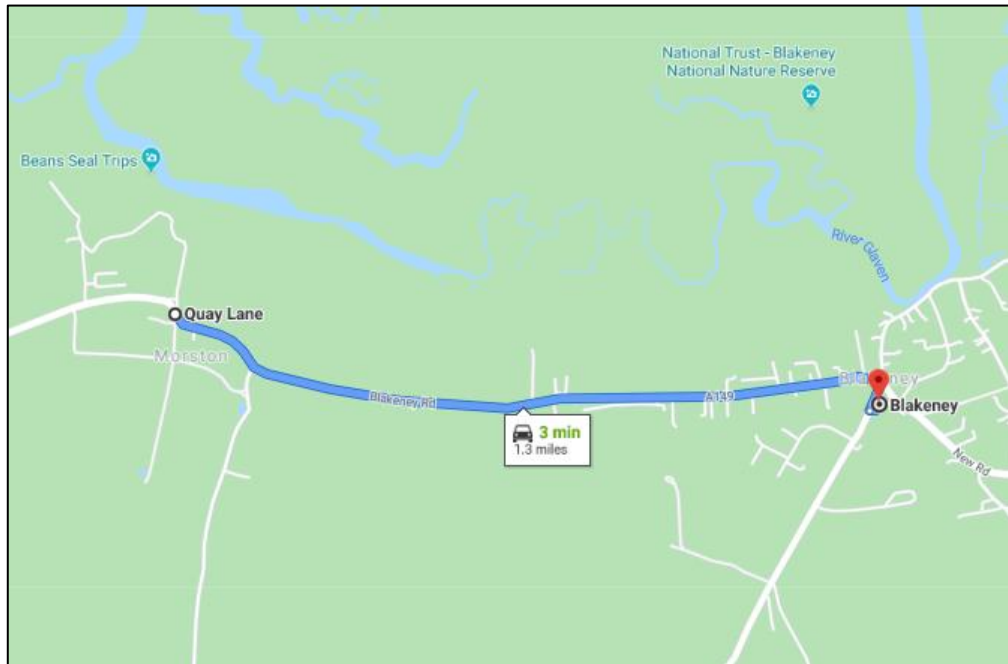 National Trust - Blakeney
National Nature Reserve
Beans Seal Trips
River Glaven
Quay Lane
Morston
Blakeney
Blakeney Rd
A149
Blakeney
3 min
1.3 miles
New Rd